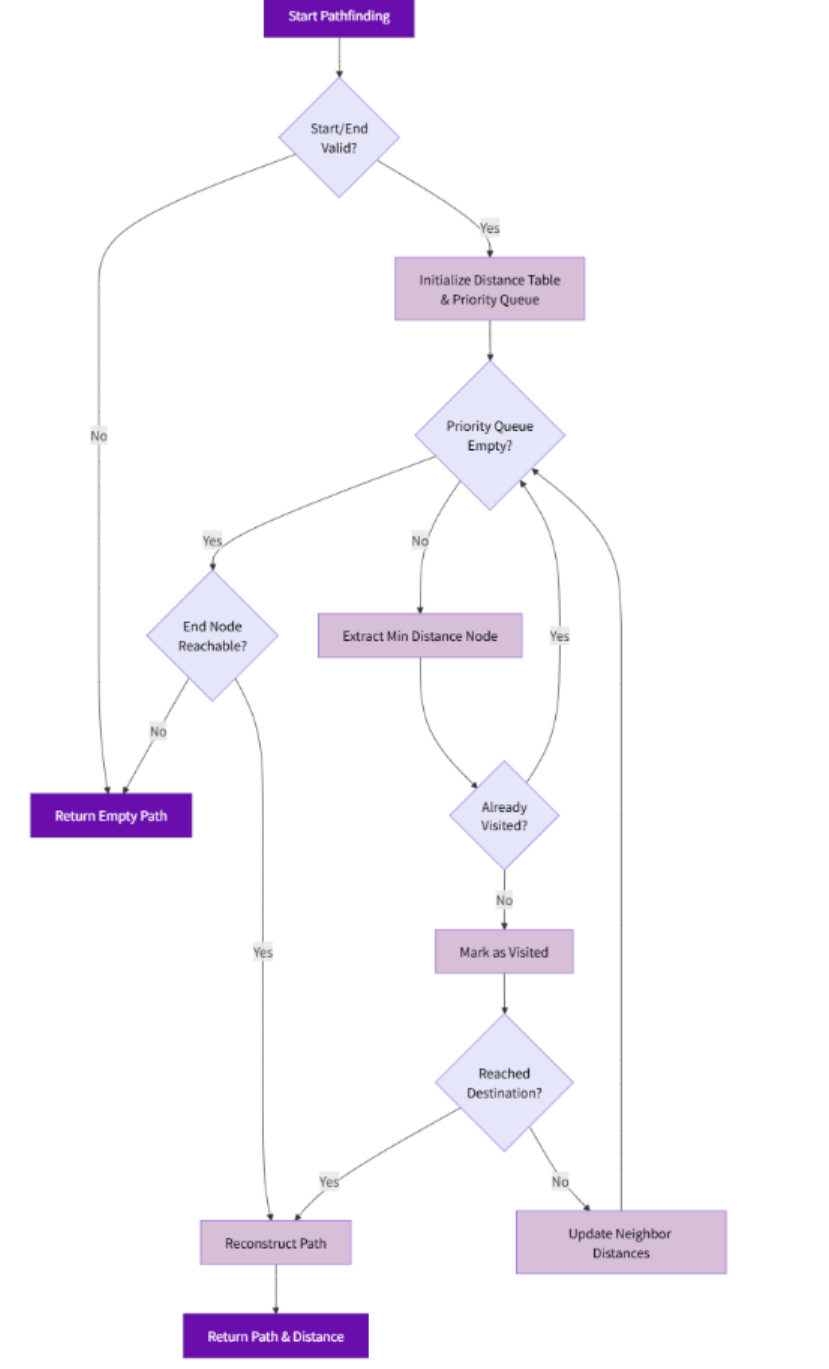 Start Pathfinding
Start/End
Valid?
Yes
Initialize Distance Table
& Priority Queue
No
Priority Queue
Empty?
Yes
No
End Node
Reachable?
Extract Min Distance Node
Yes
No
Return Empty Path
Already
Visited?
No
Yes
Mark as Visited
Reached
Destination?
Yes
No
Reconstruct Path
Update Neighbor
Distances
Return Path & Distance